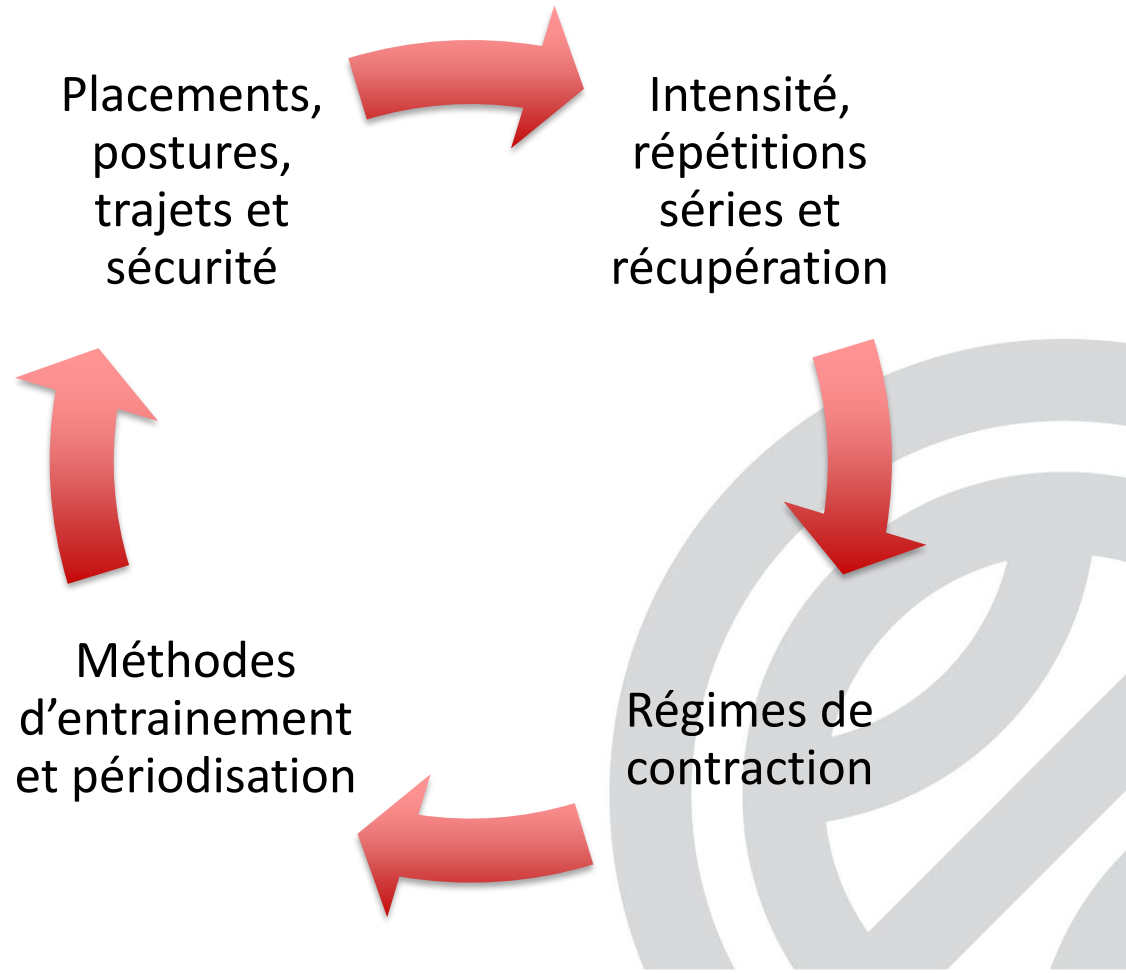 Placements,
postures,
trajets et
sécurité
Intensité,
répétitions
séries et
récupération
Régimes de
contraction
Méthodes
d’entrainement
et périodisation